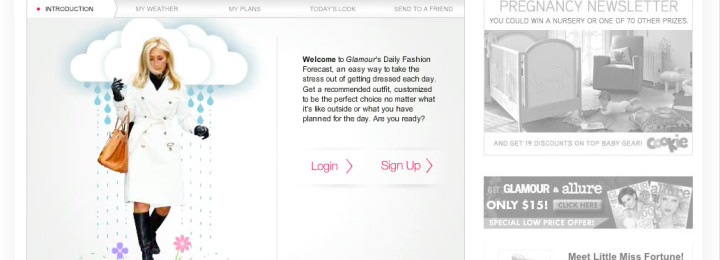 INTRODUCTION
MY WEATHER
MY PLANS
TODAY'S LOOK
SEND TO A FRIEND
Welcome to Glamour's Daily Fashion
Forecast, an easy way to take the
stress out of getting dressed each day.
Get a recommended outfit, customized
to be the perfect choice no matter what
it's like outside or what you have
planned for the day. Are you ready?
Login
Sign Up
PREGNANCY NEWSLETTER
YOU COULD WIN A NURSERY OR ONE OF 70 OTHER PRIZES.
AND GET 19 DISCOUNTS ON TOP BABY GEAR! cookie
GET GLAMOUR & allure
ONLY $15! CLICK HERE!
SPECIAL LOW PRICE OFFER!
allure
Meet Little Miss Fortune!